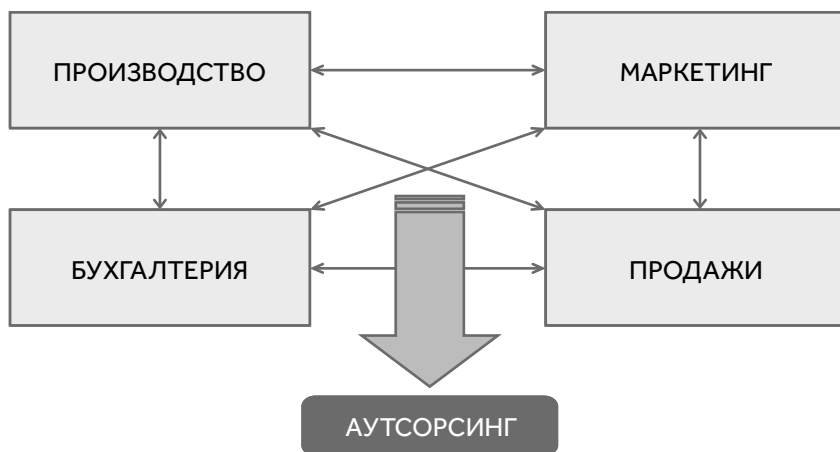 ПРОИЗВОДСТВО
МАРКЕТИНГ
БУХГАЛТЕРИЯ
ПРОДАЖИ
АУТСОРСИНГ